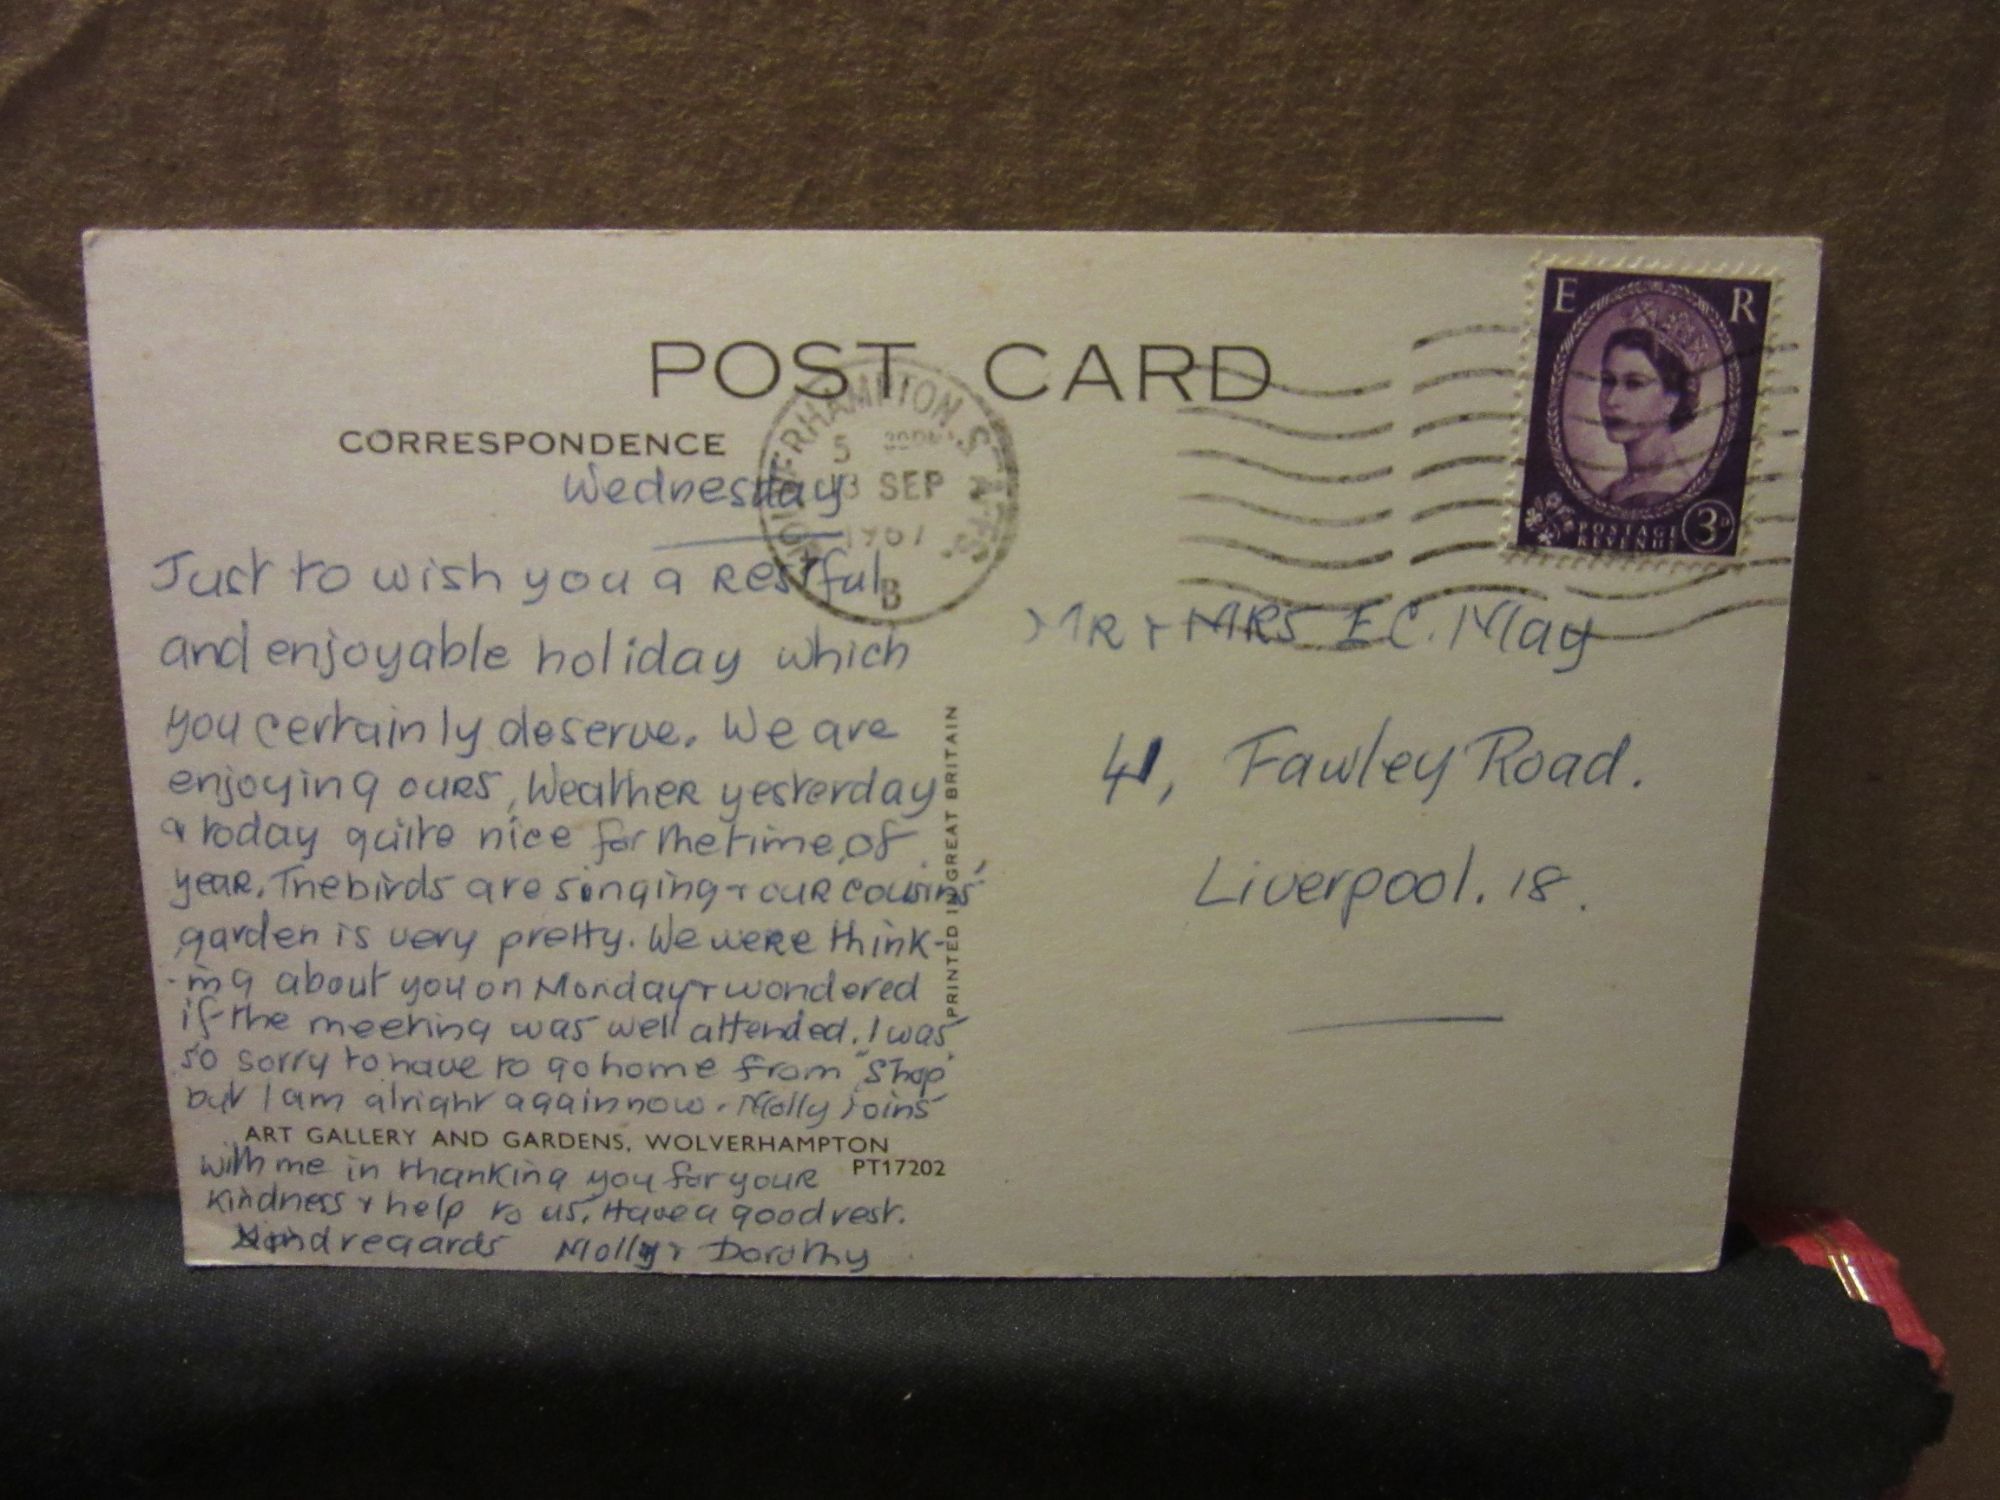 POST CARD
CORRESPONDENCE
WOLVERHAMPTON
5 30PM
13 SEP
1967
B
E R
POSTAGE
REVENUE
3D
Wednesday
Just to wish you a restful
and enjoyable holiday which
you certainly deserve. We are
enjoying ours, Weather yesterday
& today quite nice for the time of
year. The birds are singing & our cousins'
garden is very pretty. We were think-
-ing about you on Monday & wondered
if the meeting was well attended. I was
so sorry to have to go home from "Shop"
but I am alright again now. Molly joins
ART GALLERY AND GARDENS, WOLVERHAMPTON
PT17202
with me in thanking you for your
kindness & help to us. Have a good rest.
Kind regards Molly & Dorothy
PRINTED IN GREAT BRITAIN
MR & MRS E C. May
41, Fawley Road.
Liverpool. 18.